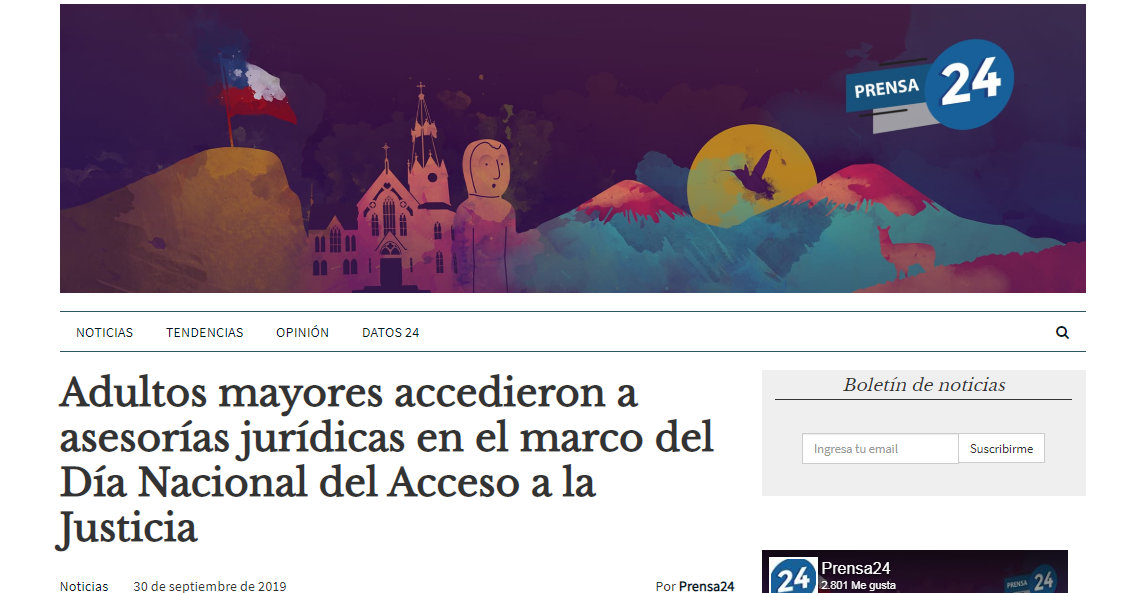 PRENSA 24
NOTICIAS TENDENCIAS OPINIÓN DATOS 24
Adultos mayores accedieron a
asesorías jurídicas en el marco del
Día Nacional del Acceso a la
Justicia
Noticias 30 de septiembre de 2019 Por Prensa24
Boletín de noticias
Ingresa tu email Suscribirme
24 Prensa24
2.801 Me gusta
PRENSA 24